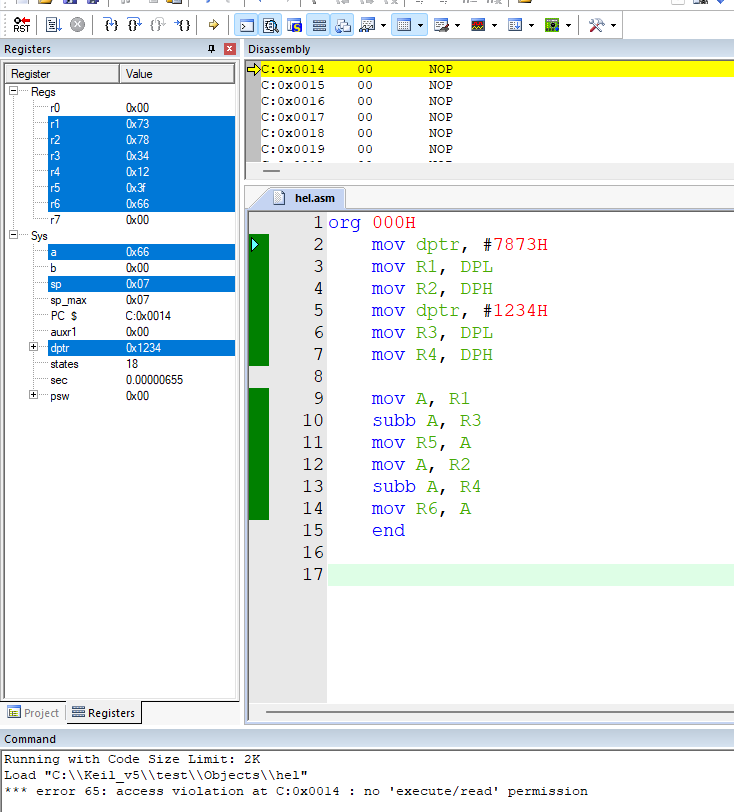 RST
Registers
Register Value
Regs
r0 0x00
r1 0x73
r2 0x78
r3 0x34
r4 0x12
r5 0x3f
r6 0x66
r7 0x00
Sys
a 0x66
b 0x00
sp 0x07
sp_max 0x07
PC $ C:0x0014
auxr1 0x00
dptr 0x1234
states 18
sec 0.00000655
psw 0x00
Project
Registers
Disassembly
C:0x0014 00 NOP
C:0x0015 00 NOP
C:0x0016 00 NOP
C:0x0017 00 NOP
C:0x0018 00 NOP
C:0x0019 00 NOP
hel.asm
1 org 000H
2 mov dptr, #7873H
3 mov R1, DPL
4 mov R2, DPH
5 mov dptr, #1234H
6 mov R3, DPL
7 mov R4, DPH
8
9 mov A, R1
10 subb A, R3
11 mov R5, A
12 mov A, R2
13 subb A, R4
14 mov R6, A
15 end
16
17
Command
Running with Code Size Limit: 2K
Load "C:\\Keil_v5\\test\\Objects\\hel"
*** error 65: access violation at C:0x0014 : no 'execute/read' permission